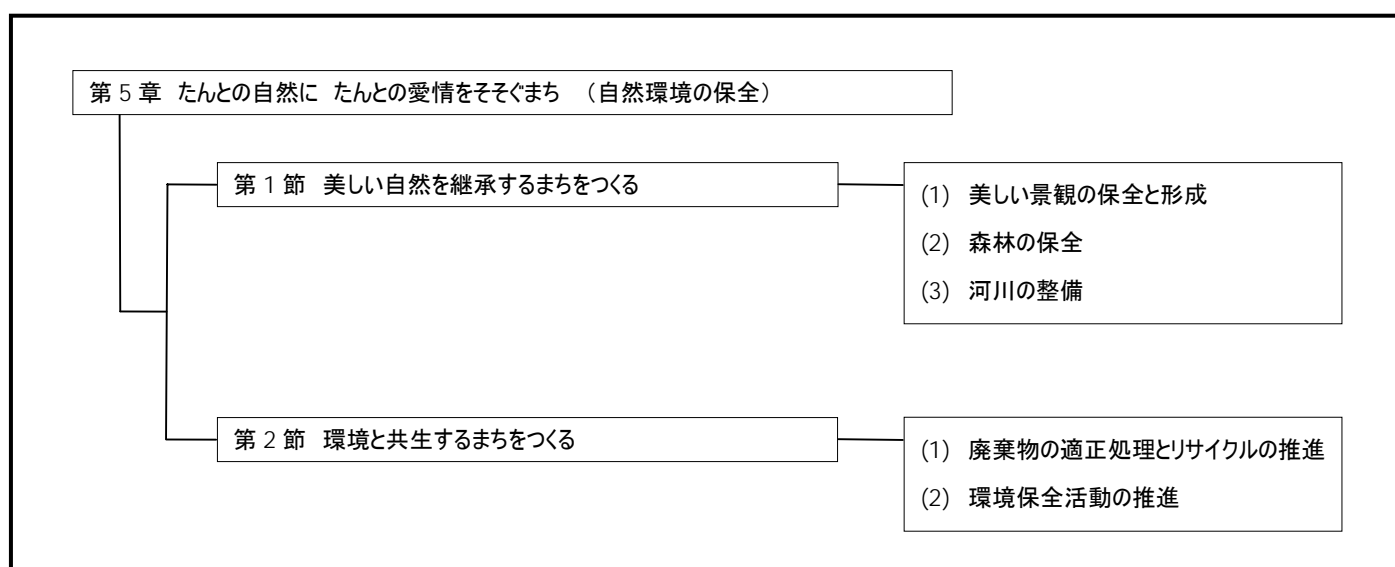 第5章 たんとの自然に たんとの愛情をそそぐまち （自然環境の保全）
第1節 美しい自然を継承するまちをつくる
(1) 美しい景観の保全と形成
(2) 森林の保全
(3) 河川の整備
第2節 環境と共生するまちをつくる
(1) 廃棄物の適正処理とリサイクルの推進
(2) 環境保全活動の推進